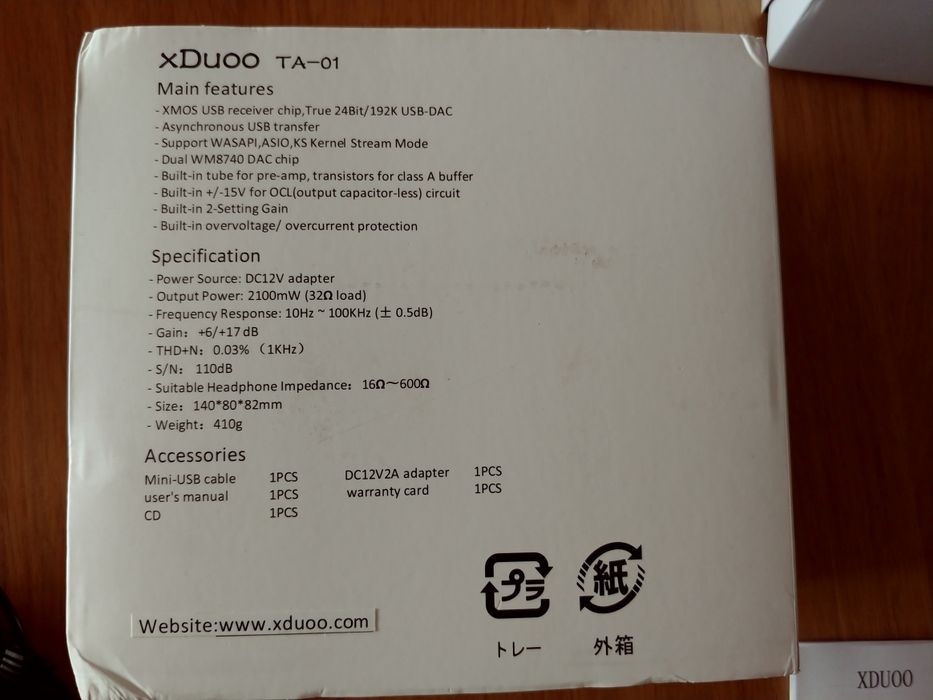 xDuoo TA-01
Main features
- XMOS USB receiver chip,True 24Bit/192K USB-DAC
- Asynchronous USB transfer
- Support WASAPI,ASIO,KS Kernel Stream Mode
- Dual WM8740 DAC chip
- Built-in tube for pre-amp, transistors for class A buffer
- Built-in +/-15V for OCL(output capacitor-less) circuit
- Built-in 2-Setting Gain
- Built-in overvoltage/ overcurrent protection
Specification
- Power Source: DC12V adapter
- Output Power: 2100mW (32Ω load)
- Frequency Response: 10Hz ~ 100KHz (± 0.5dB)
- Gain： +6/+17 dB
- THD+N： 0.03% （1KHz）
- S/N： 110dB
- Suitable Headphone Impedance： 16Ω～600Ω
- Size： 140*80*82mm
- Weight： 410g
Accessories
Mini-USB cable 1PCS DC12V2A adapter 1PCS
user's manual 1PCS warranty card 1PCS
CD 1PCS
プラ 紙
トレー 外箱
Website:www.xduoo.com
XDUOO